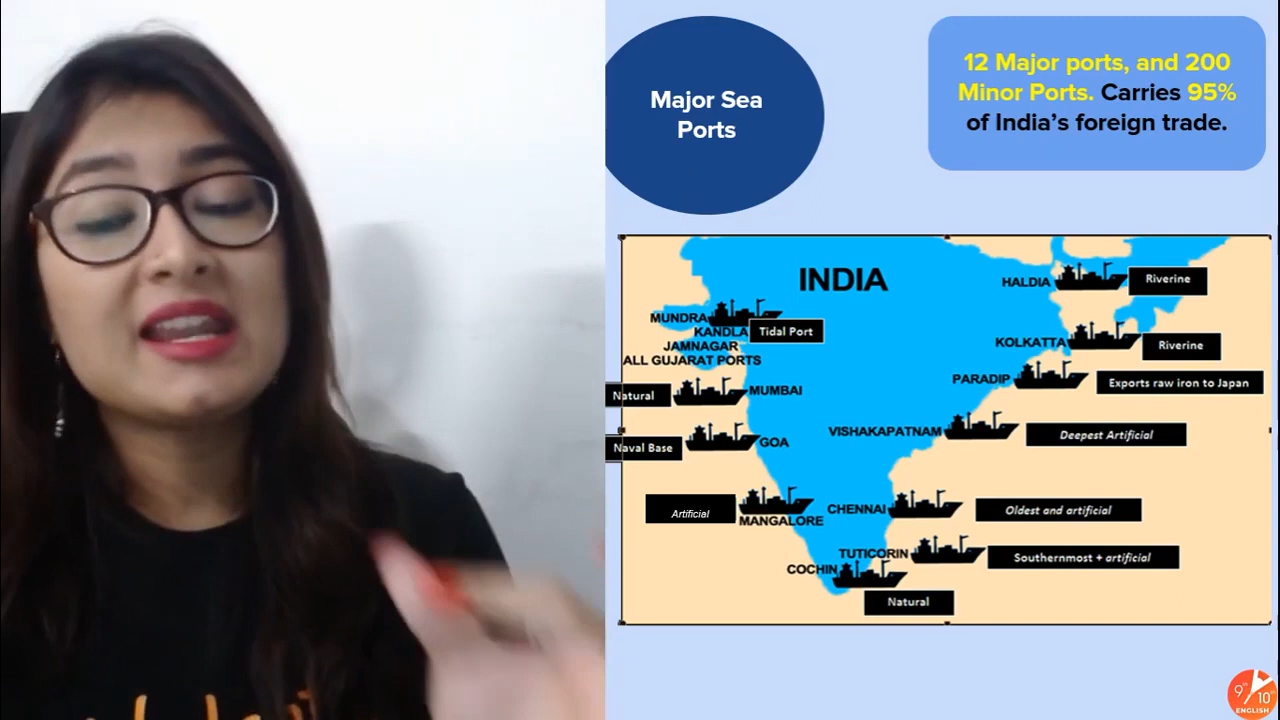 Major Sea
Ports
12 Major ports, and 200
Minor Ports. Carries 95%
of India's foreign trade.
INDIA
HALDIA
Riverine
MUNDRA
KANDLA
Tidal Port
JAMNAGAR
ALL GUJARAT PORTS
KOLKATTA
Riverine
PARADIP
Exports raw iron to Japan
Natural
MUMBAI
VISHAKAPATNAM
Deepest Artificial
Naval Base
GOA
Artificial
MANGALORE
CHENNAI
Oldest and artificial
TUTICORIN
Southernmost + artificial
COCHIN
Natural
9th
10th
ENGLISH